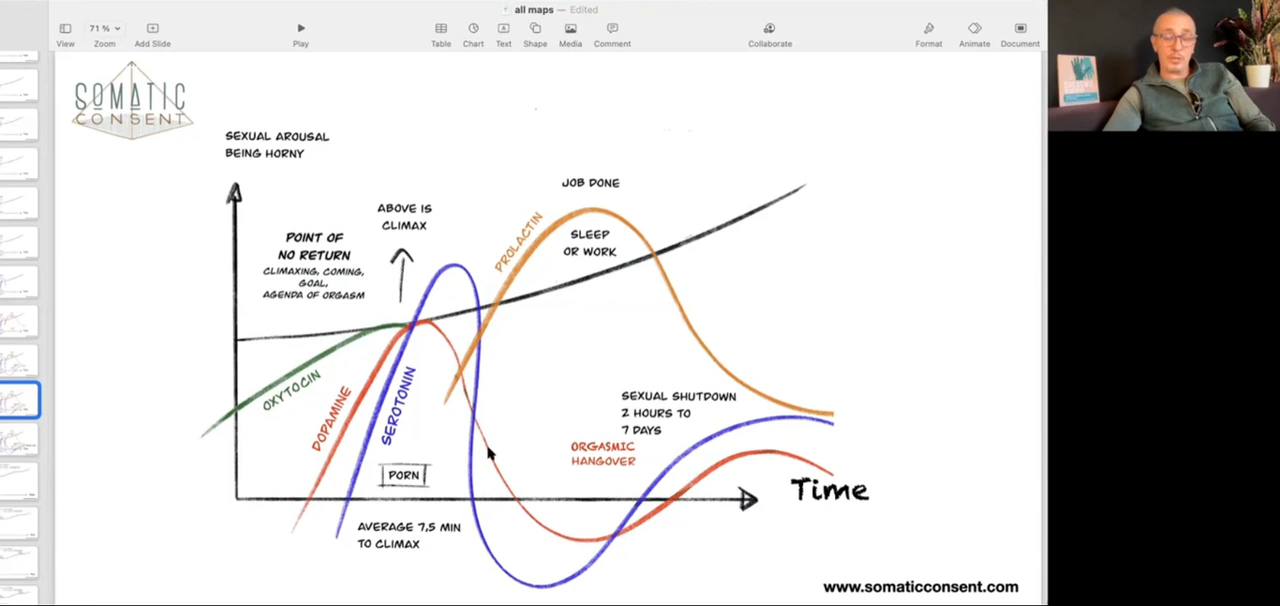 all maps — Edited
View
71 %
Zoom
Add Slide
Play
Table
Chart
Text
Shape
Media
Comment
Collaborate
Format
Animate
Document
SOMATIC
CONSENT
SEXUAL AROUSAL
BEING HORNY
JOB DONE
ABOVE IS
CLIMAX
POINT OF
NO RETURN
CLIMAXING, COMING,
GOAL,
AGENDA OF ORGASM
PROLACTIN
SLEEP
OR WORK
OXYTOCIN
DOPAMINE
SEROTONIN
SEXUAL SHUTDOWN
2 HOURS TO
7 DAYS
ORGASMIC
HANGOVER
PORN
Time
AVERAGE 7,5 MIN
TO CLIMAX
www.somaticconsent.com